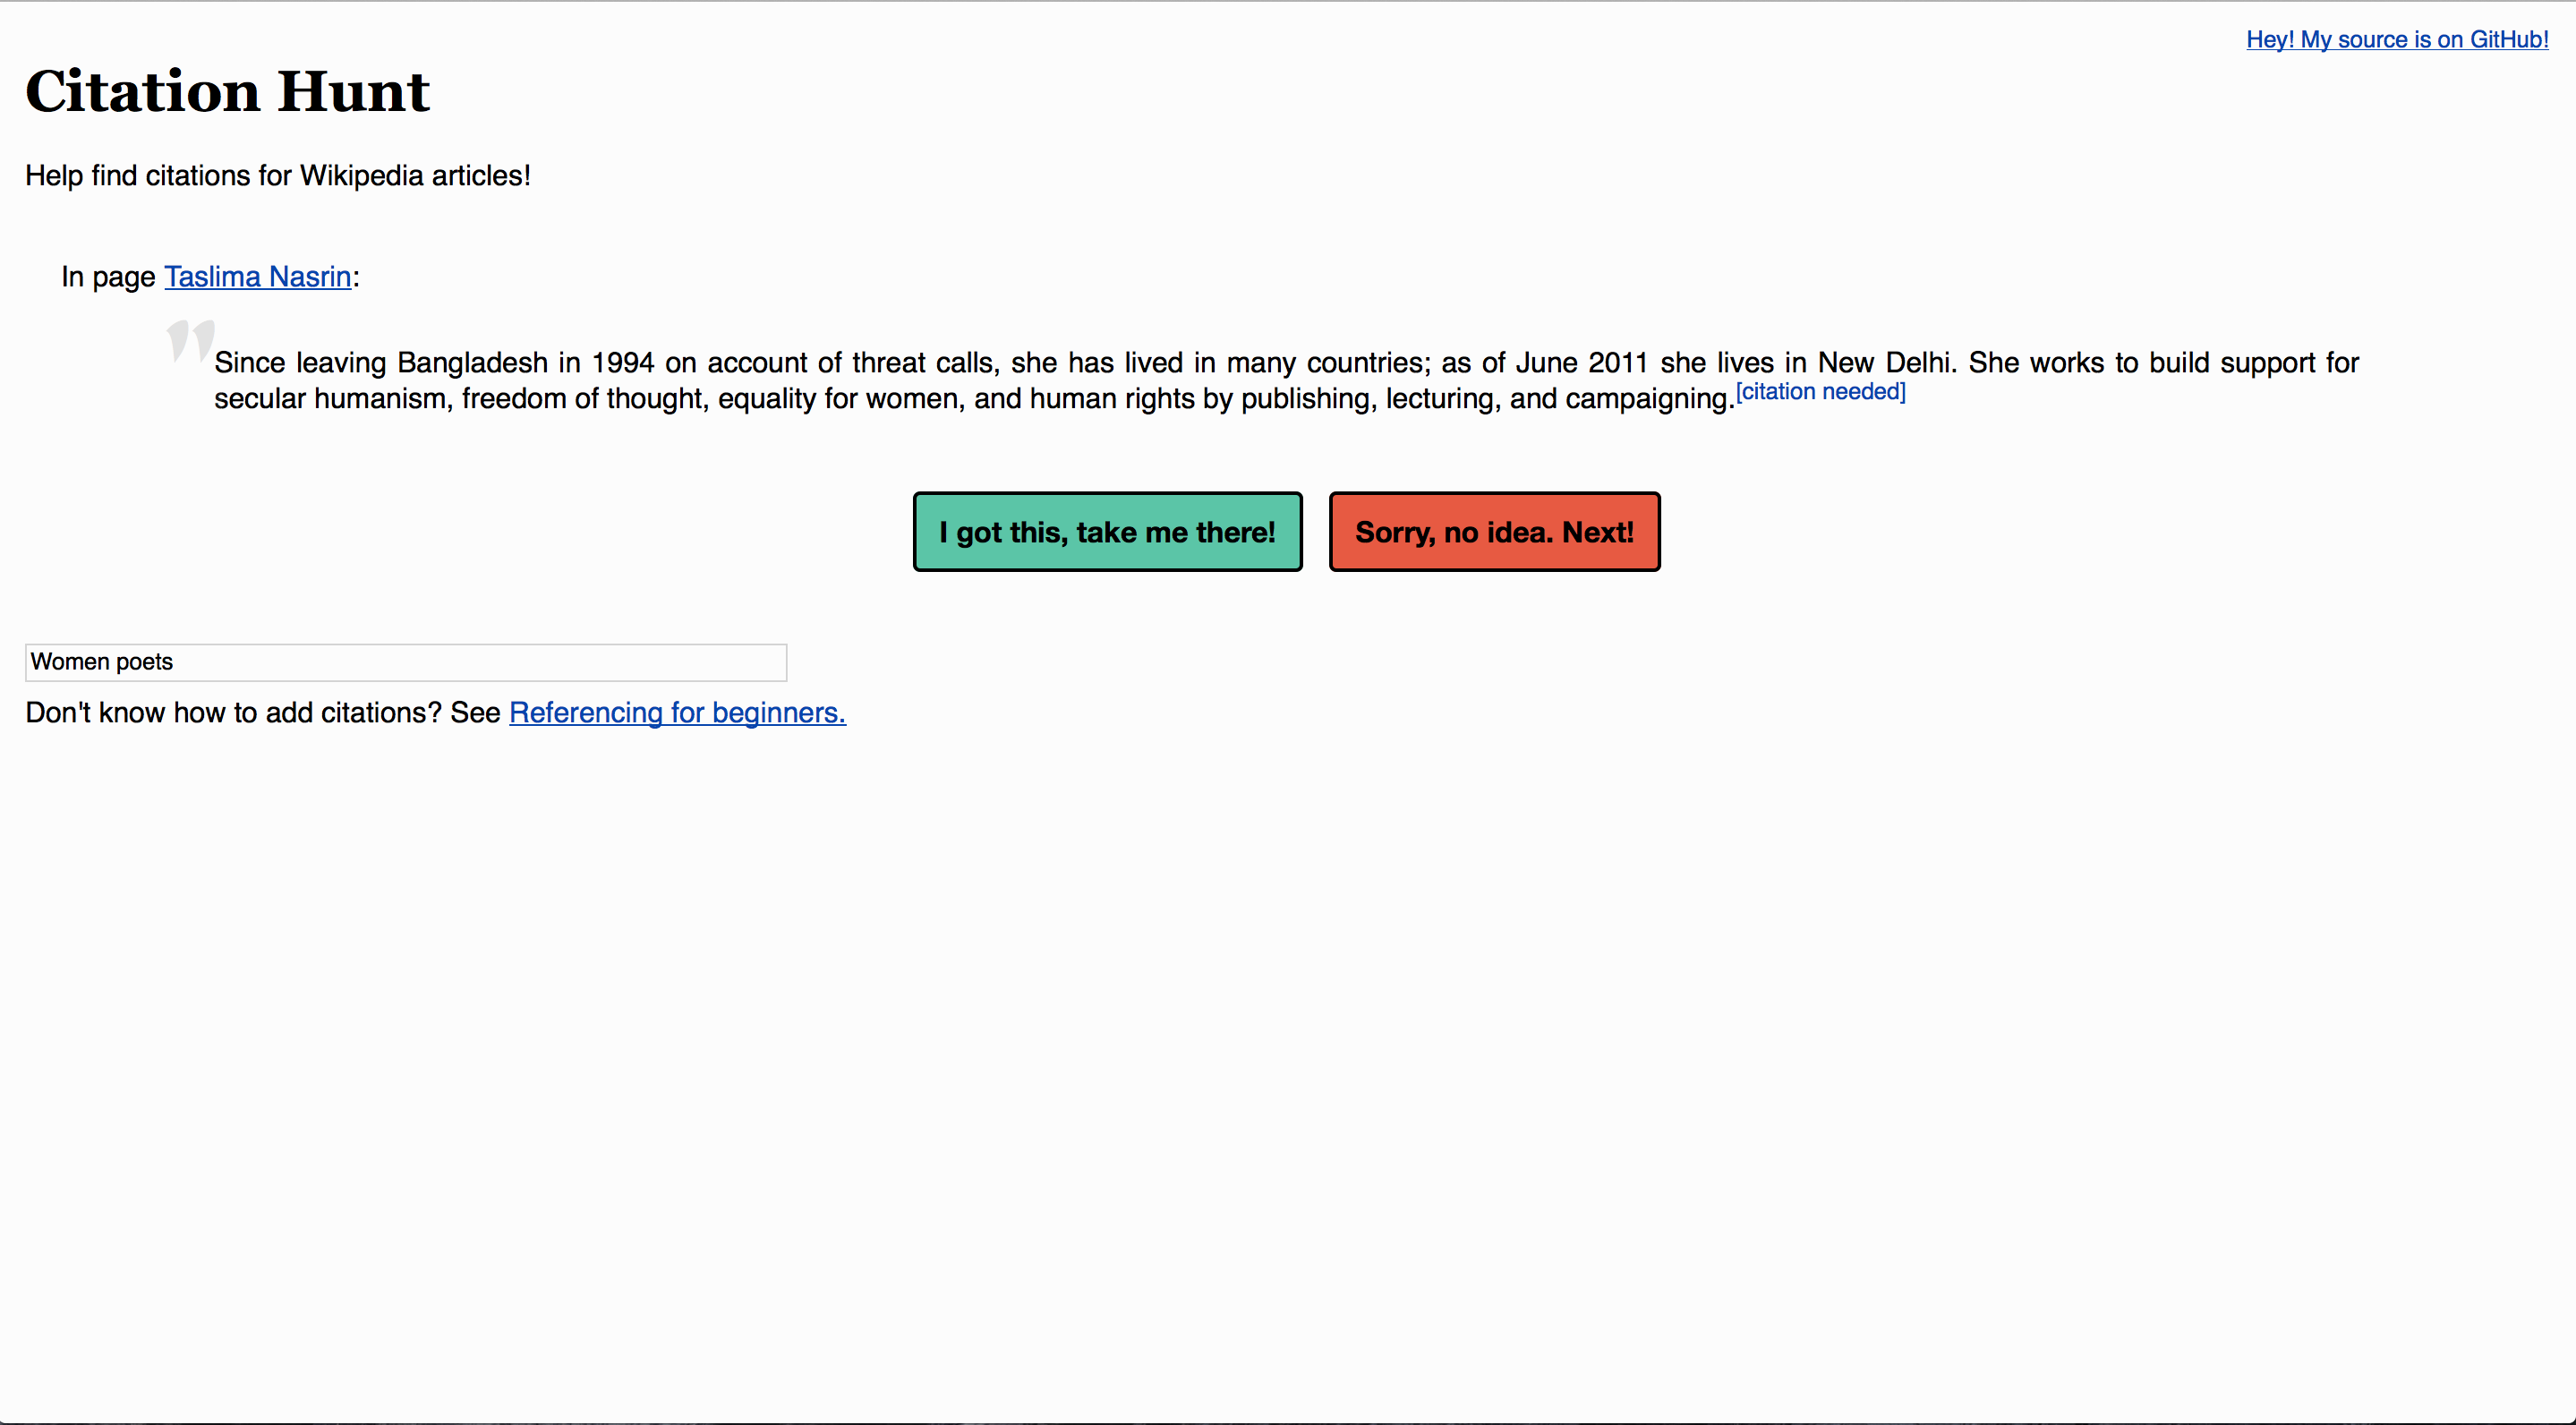 Hey! My source is on GitHub!
Citation Hunt
Help find citations for Wikipedia articles!
In page Taslima Nasrin:
"
Since leaving Bangladesh in 1994 on account of threat calls, she has lived in many countries; as of June 2011 she lives in New Delhi. She works to build support for
secular humanism, freedom of thought, equality for women, and human rights by publishing, lecturing, and campaigning.[citation needed]
I got this, take me there!
Sorry, no idea. Next!
Women poets
Don't know how to add citations? See Referencing for beginners.